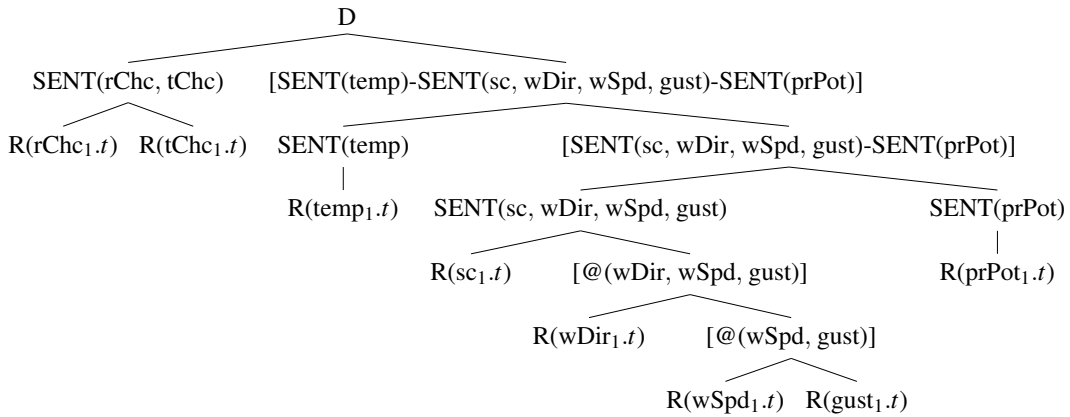 D
SENT(rChc, tChc) [SENT(temp)-SENT(sc, wDir, wSpd, gust)-SENT(prPot)]
R(rChc₁.t) R(tChc₁.t) SENT(temp) [SENT(sc, wDir, wSpd, gust)-SENT(prPot)]
R(temp₁.t) SENT(sc, wDir, wSpd, gust) SENT(prPot)
R(sc₁.t) [@(wDir, wSpd, gust)] R(prPot₁.t)
R(wDir₁.t) [@(wSpd, gust)]
R(wSpd₁.t) R(gust₁.t)